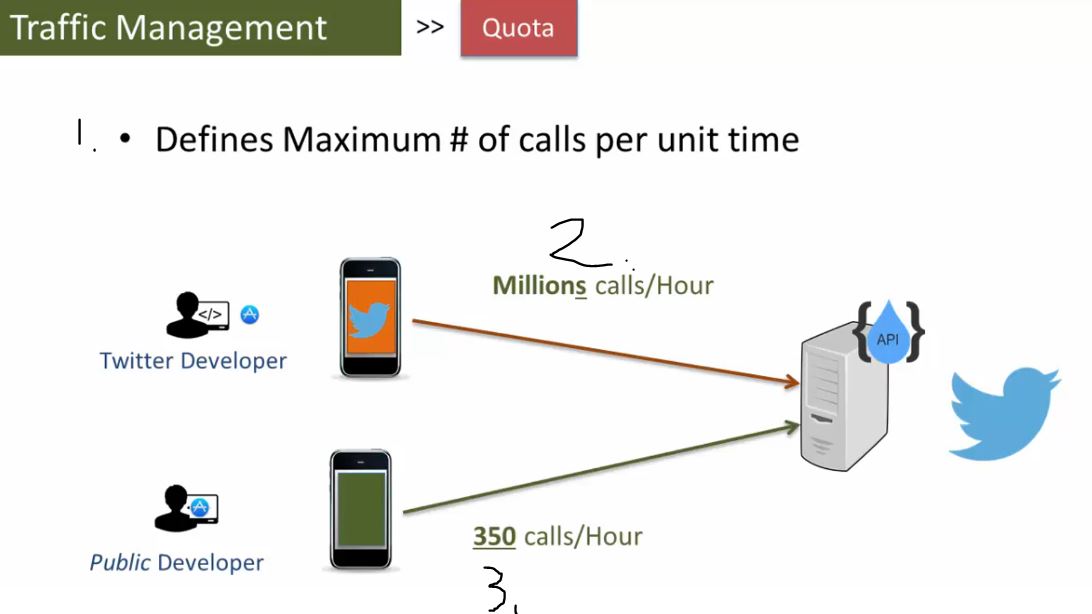 Traffic Management >> Quota
1. • Defines Maximum # of calls per unit time
2.
Millions calls/Hour
</>
Twitter Developer
{API}
350 calls/Hour
Public Developer
3.